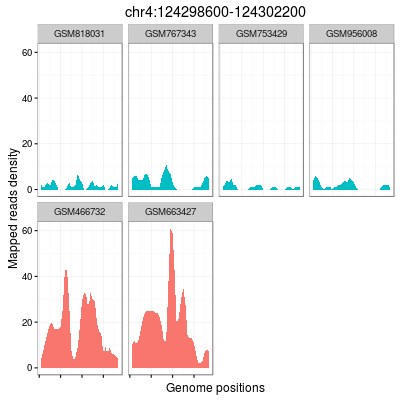 chr4:124298600-124302200
GSM818031 GSM767343 GSM753429 GSM956008
60
40
20
0
GSM466732 GSM663427
60
40
20
0
Mapped reads density
Genome positions